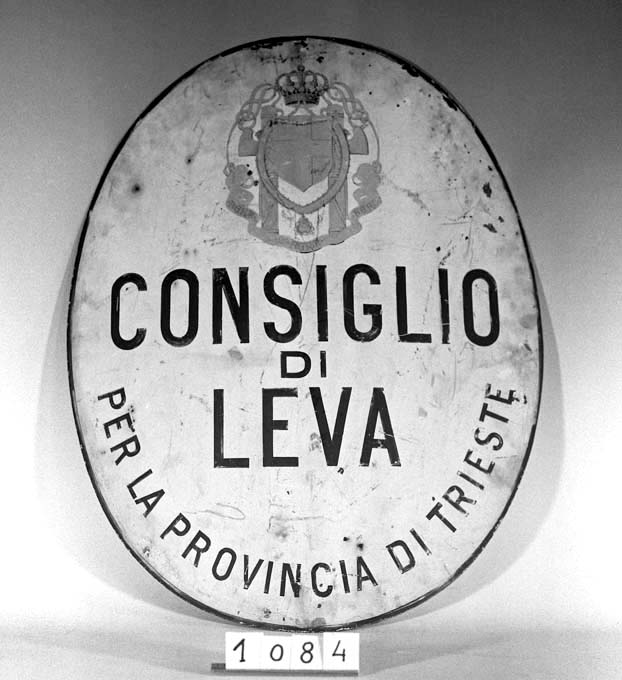 CONSIGLIO
DI
LEVA
PER LA PROVINCIA DI TRIESTE
1084